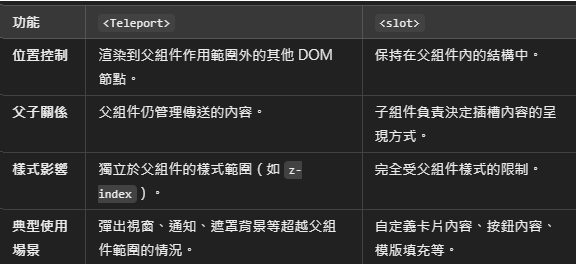 功能 <Teleport> <slot>
位置控制 渲染到父組件作用範圍外的其他 DOM
節點。 保持在父組件內的結構中。
父子關係 父組件仍管理傳送的內容。 子組件負責決定插槽內容的呈
現方式。
樣式影響 獨立於父組件的樣式範圍（如 z-
index ）。 完全受父組件樣式的限制。
典型使用
場景 彈出視窗、通知、遮罩背景等超越父組
件範圍的情況。 自定義卡片內容、按鈕內容、
模版填充等。